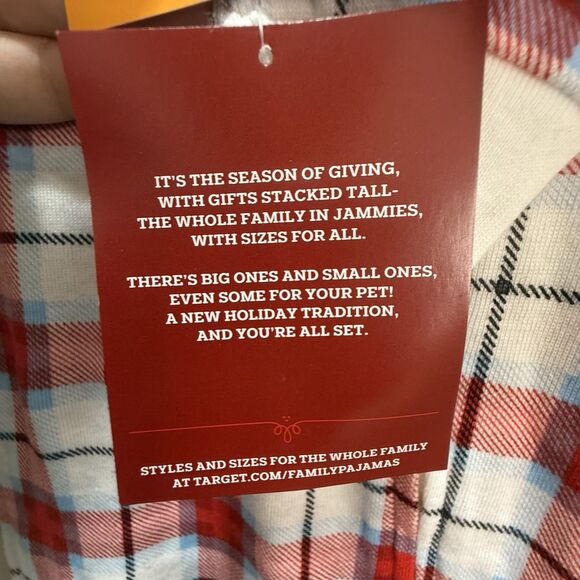 IT'S THE SEASON OF GIVING,
WITH GIFTS STACKED TALL-
THE WHOLE FAMILY IN JAMMIES,
WITH SIZES FOR ALL.
THERE'S BIG ONES AND SMALL ONES,
EVEN SOME FOR YOUR PET!
A NEW HOLIDAY TRADITION,
AND YOU'RE ALL SET.
STYLES AND SIZES FOR THE WHOLE FAMILY
AT TARGET.COM/FAMILYPAJAMAS